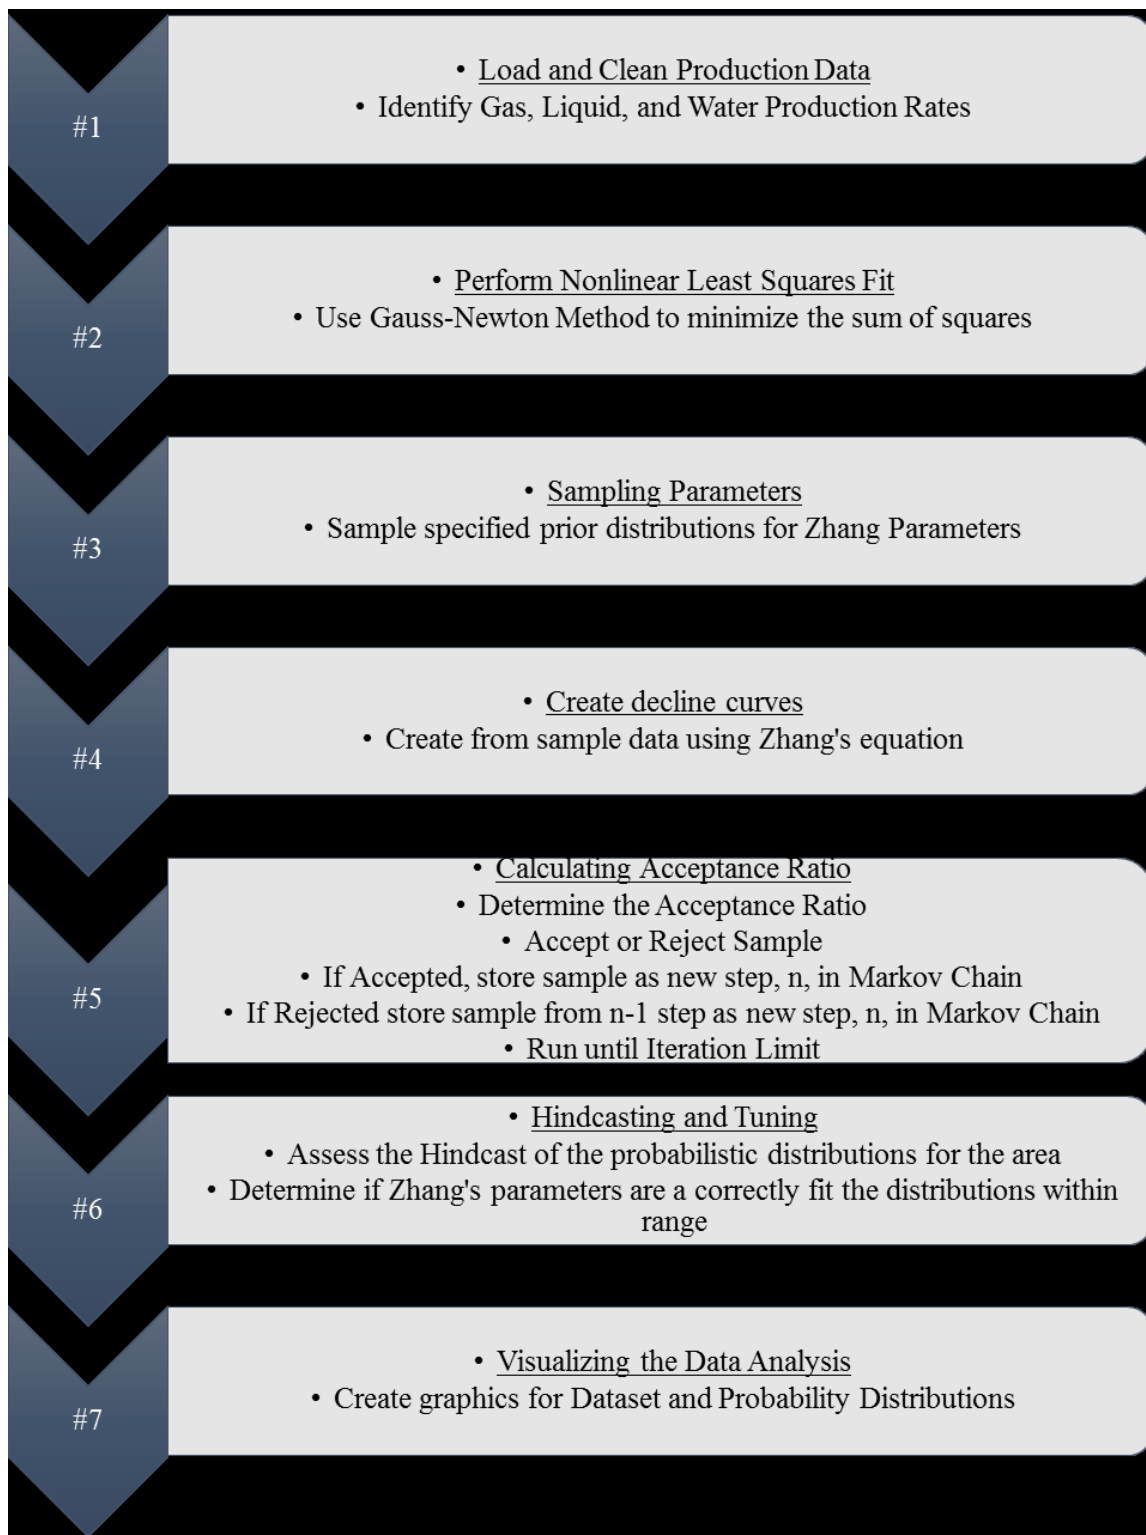 #1
• Load and Clean Production Data
• Identify Gas, Liquid, and Water Production Rates
#2
• Perform Nonlinear Least Squares Fit
• Use Gauss-Newton Method to minimize the sum of squares
#3
• Sampling Parameters
• Sample specified prior distributions for Zhang Parameters
#4
• Create decline curves
• Create from sample data using Zhang's equation
#5
• Calculating Acceptance Ratio
• Determine the Acceptance Ratio
• Accept or Reject Sample
• If Accepted, store sample as new step, n, in Markov Chain
• If Rejected store sample from n-1 step as new step, n, in Markov Chain
• Run until Iteration Limit
#6
• Hindcasting and Tuning
• Assess the Hindcast of the probabilistic distributions for the area
• Determine if Zhang's parameters are a correctly fit the distributions within
range
#7
• Visualizing the Data Analysis
• Create graphics for Dataset and Probability Distributions